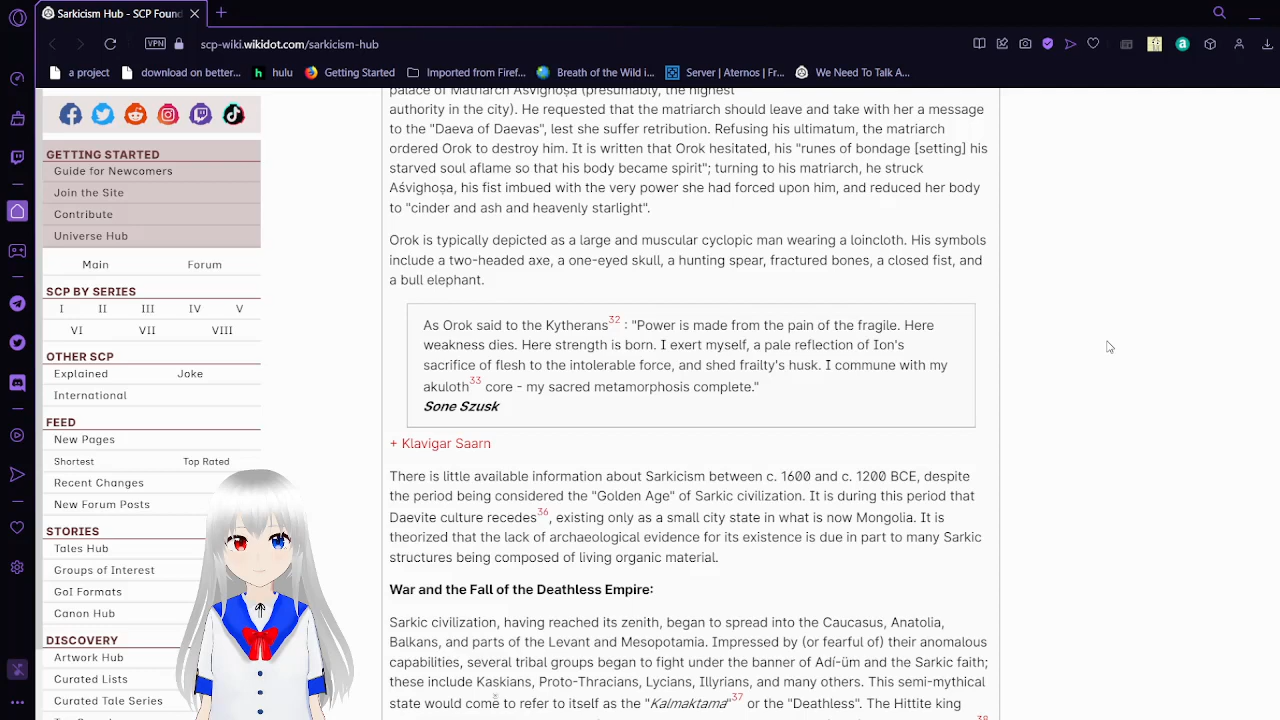 Sarkicism Hub - SCP Found
scp-wiki.wikidot.com/sarkicism-hub
VPN
a project
download on better...
hulu
Getting Started
Imported from Firef...
Breath of the Wild i...
Server | Aternos | Fr...
We Need To Talk A...
GETTING STARTED
Guide for Newcomers
Join the Site
Contribute
Universe Hub
Main Forum
SCP BY SERIES
I II III IV V
VI VII VIII
OTHER SCP
Explained Joke
International
FEED
New Pages
Shortest Top Rated
Recent Changes
New Forum Posts
STORIES
Tales Hub
Groups of Interest
GoI Formats
Canon Hub
DISCOVERY
Artwork Hub
Curated Lists
Curated Tale Series
palace of Matriarch Aśvighoṣa (presumably, the highest
authority in the city). He requested that the matriarch should leave and take with her a message
to the "Daeva of Daevas", lest she suffer retribution. Refusing his ultimatum, the matriarch
ordered Orok to destroy him. It is written that Orok hesitated, his "runes of bondage [setting] his
starved soul aflame so that his body became spirit"; turning to his matriarch, he struck
Aśvighoṣa, his fist imbued with the very power she had forced upon him, and reduced her body
to "cinder and ash and heavenly starlight".
Orok is typically depicted as a large and muscular cyclopic man wearing a loincloth. His symbols
include a two-headed axe, a one-eyed skull, a hunting spear, fractured bones, a closed fist, and
a bull elephant.
As Orok said to the Kytherans32 : "Power is made from the pain of the fragile. Here
weakness dies. Here strength is born. I exert myself, a pale reflection of Ion's
sacrifice of flesh to the intolerable force, and shed frailty's husk. I commune with my
akuloth33 core - my sacred metamorphosis complete."
Sone Szusk
+ Klavigar Saarn
There is little available information about Sarkicism between c. 1600 and c. 1200 BCE, despite
the period being considered the "Golden Age" of Sarkic civilization. It is during this period that
Daevite culture recedes36, existing only as a small city state in what is now Mongolia. It is
theorized that the lack of archaeological evidence for its existence is due in part to many Sarkic
structures being composed of living organic material.
War and the Fall of the Deathless Empire:
Sarkic civilization, having reached its zenith, began to spread into the Caucasus, Anatolia,
Balkans, and parts of the Levant and Mesopotamia. Impressed by (or fearful of) their anomalous
capabilities, several tribal groups began to fight under the banner of Adí-üm and the Sarkic faith;
these include Kaskians, Proto-Thracians, Lycians, Illyrians, and many others. This semi-mythical
state would come to refer to itself as the "Kalmaktama"37 or the "Deathless". The Hittite king
38